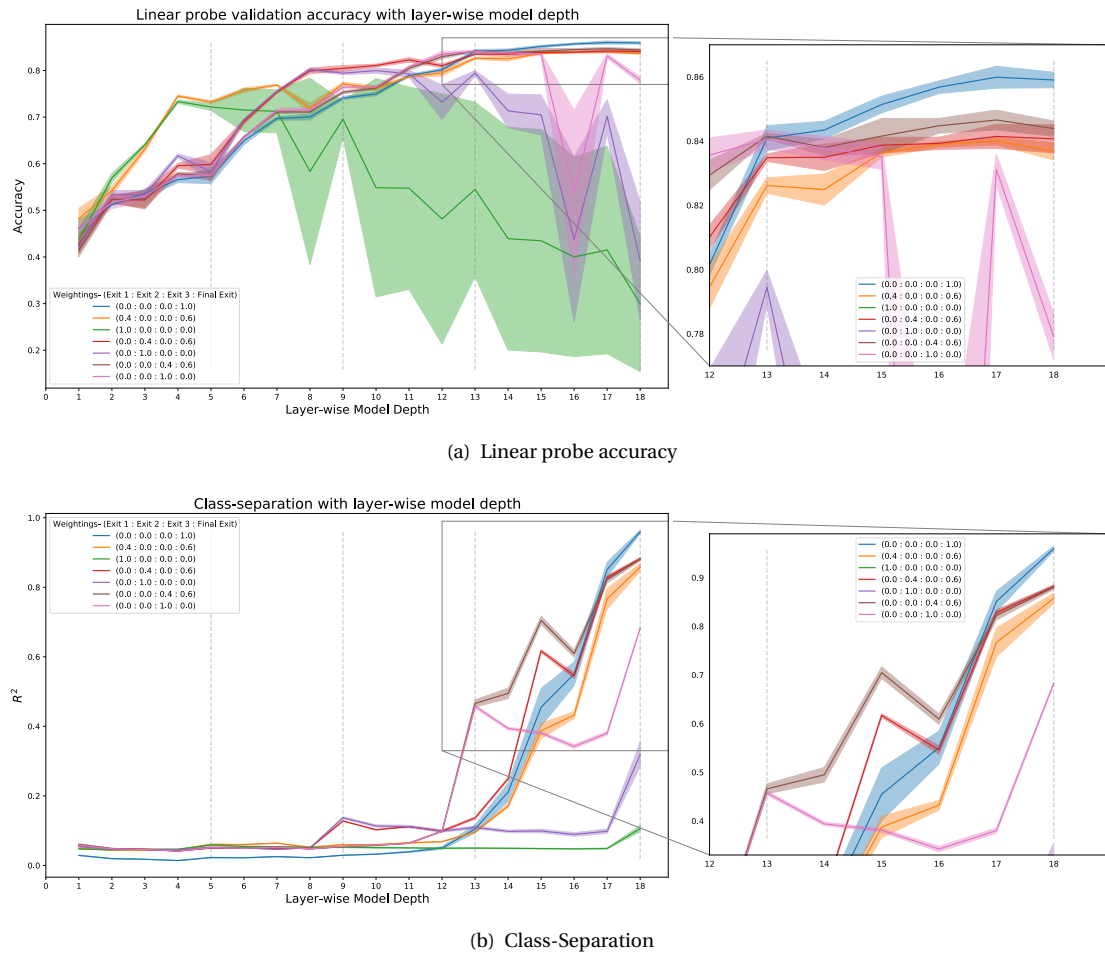 Linear probe validation accuracy with layer-wise model depth
0.8
0.7
0.6
0.5
0.4
0.3
0.2
Accuracy
Weightings- (Exit 1 : Exit 2 : Exit 3 : Final Exit)
(0.0 : 0.0 : 0.0 : 1.0)
(0.4 : 0.0 : 0.0 : 0.6)
(1.0 : 0.0 : 0.0 : 0.0)
(0.0 : 0.4 : 0.0 : 0.6)
(0.0 : 1.0 : 0.0 : 0.0)
(0.0 : 0.0 : 0.4 : 0.6)
(0.0 : 0.0 : 1.0 : 0.0)
0 1 2 3 4 5 6 7 8 9 10 11 12 13 14 15 16 17 18
Layer-wise Model Depth
0.86
0.84
0.82
0.80
0.78
(0.0 : 0.0 : 0.0 : 1.0)
(0.4 : 0.0 : 0.0 : 0.6)
(1.0 : 0.0 : 0.0 : 0.0)
(0.0 : 0.4 : 0.0 : 0.6)
(0.0 : 1.0 : 0.0 : 0.0)
(0.0 : 0.0 : 0.4 : 0.6)
(0.0 : 0.0 : 1.0 : 0.0)
12 13 14 15 16 17 18
(a) Linear probe accuracy
Class-separation with layer-wise model depth
1.0
0.8
0.6
0.4
0.2
0.0
R²
Weightings- (Exit 1 : Exit 2 : Exit 3 : Final Exit)
(0.0 : 0.0 : 0.0 : 1.0)
(0.4 : 0.0 : 0.0 : 0.6)
(1.0 : 0.0 : 0.0 : 0.0)
(0.0 : 0.4 : 0.0 : 0.6)
(0.0 : 1.0 : 0.0 : 0.0)
(0.0 : 0.0 : 0.4 : 0.6)
(0.0 : 0.0 : 1.0 : 0.0)
0 1 2 3 4 5 6 7 8 9 10 11 12 13 14 15 16 17 18
Layer-wise Model Depth
0.9
0.8
0.7
0.6
0.5
0.4
(0.0 : 0.0 : 0.0 : 1.0)
(0.4 : 0.0 : 0.0 : 0.6)
(1.0 : 0.0 : 0.0 : 0.0)
(0.0 : 0.4 : 0.0 : 0.6)
(0.0 : 1.0 : 0.0 : 0.0)
(0.0 : 0.0 : 0.4 : 0.6)
(0.0 : 0.0 : 1.0 : 0.0)
12 13 14 15 16 17 18
(b) Class-Separation